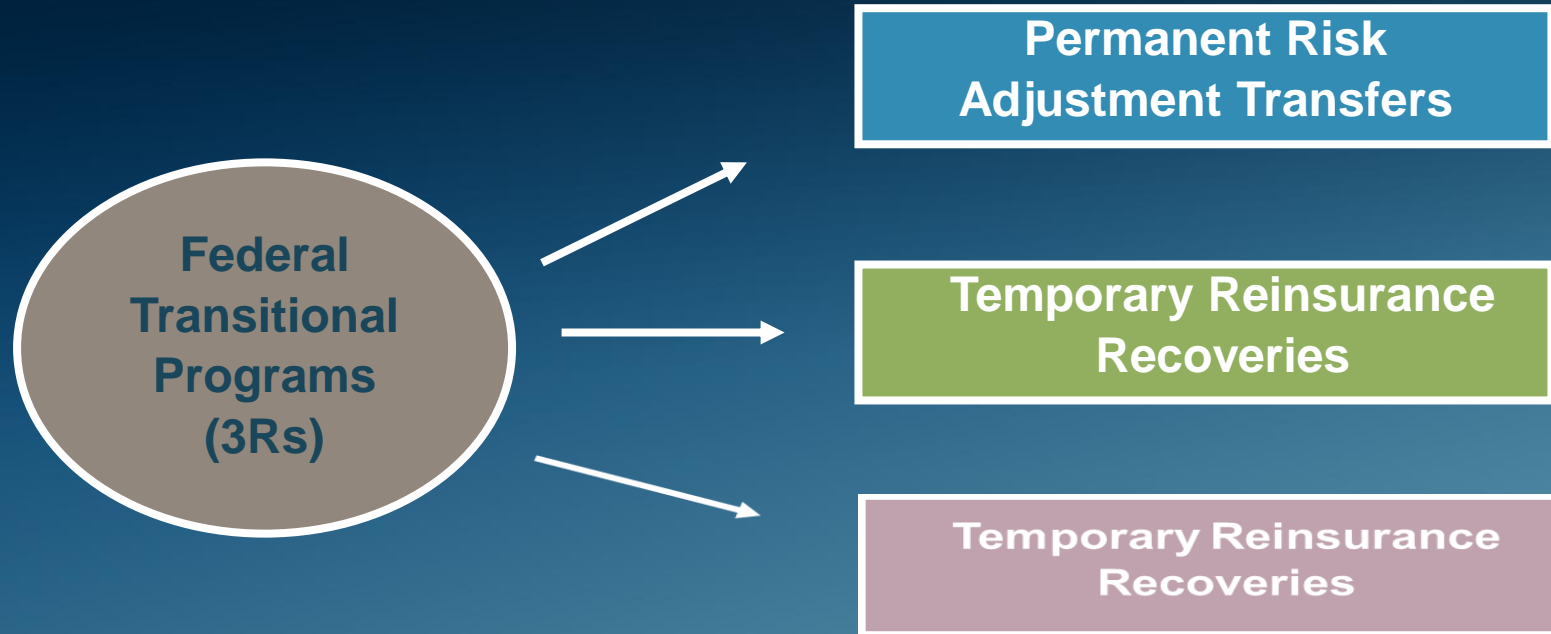 Permanent Risk
Adjustment Transfers
Federal
Transitional
Programs
(3Rs)
Temporary Reinsurance
Recoveries
Temporary Reinsurance
Recoveries